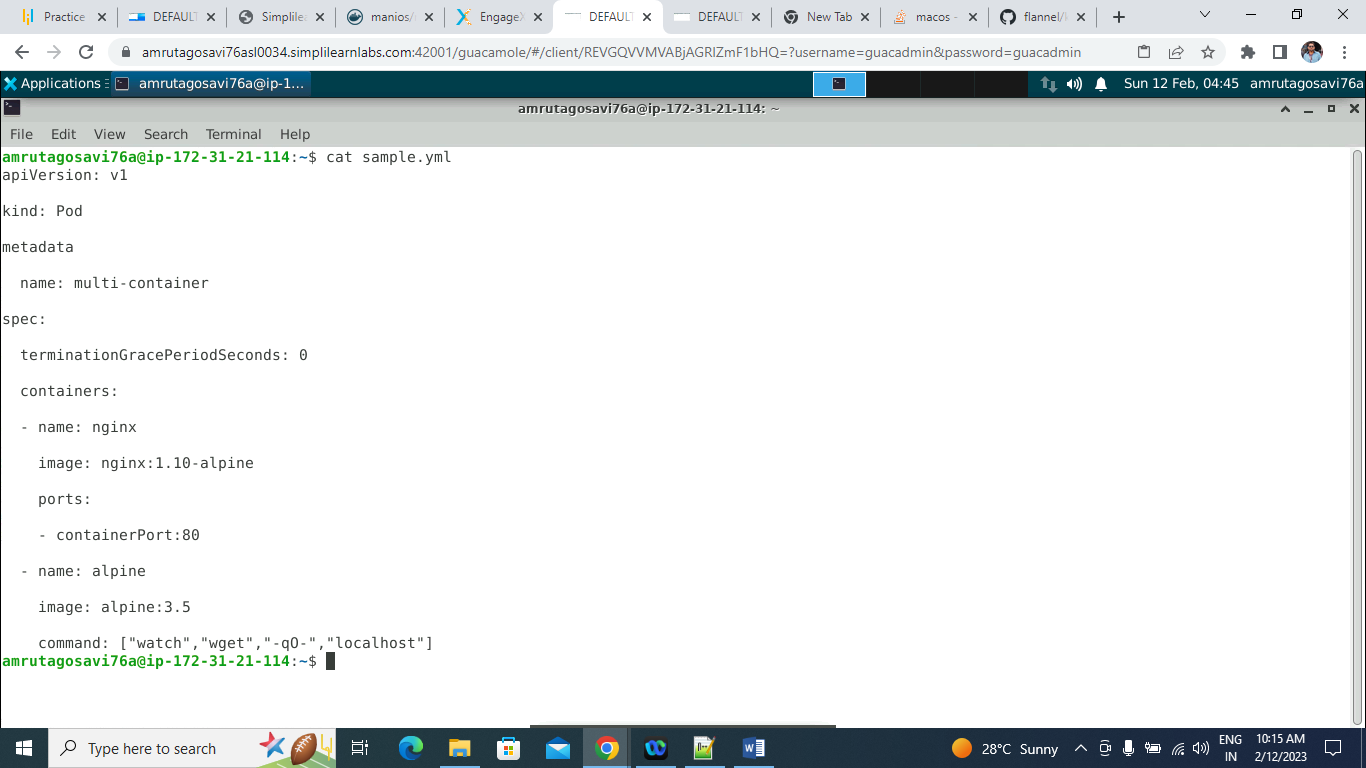 Practice
DEFAULT
Simplile
manios/
EngageX
DEFAULT
DEFAULT
New Tab
macos -
flannel/
amrutagosavi76asl0034.simplilearnlabs.com:42001/guacamole/#/client/REVGQVVMVABjAGRlZmF1bHQ=?username=guacadmin&password=guacadmin
Applications
amrutagosavi76a@ip-1...
Sun 12 Feb, 04:45
amrutagosavi76a
amrutagosavi76a@ip-172-31-21-114: ~
File Edit View Search Terminal Help
amrutagosavi76a@ip-172-31-21-114:~$ cat sample.yml
apiVersion: v1
kind: Pod
metadata
name: multi-container
spec:
terminationGracePeriodSeconds: 0
containers:
- name: nginx
image: nginx:1.10-alpine
ports:
- containerPort:80
- name: alpine
image: alpine:3.5
command: ["watch","wget","-qO-","localhost"]
amrutagosavi76a@ip-172-31-21-114:~$
Type here to search
28°C Sunny
ENG
IN
10:15 AM
2/12/2023